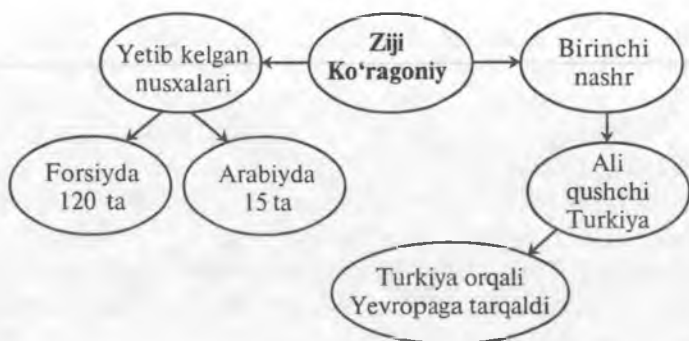 Yetib kelgan
nusxalari
Ziji
Ko‘ragoniy
Birinchi
nashr
Forsiyda
120 ta
Arabiyda
15 ta
Ali
qushchi
Turkiya
Turkiya orqali
Yevropaga tarqaldi